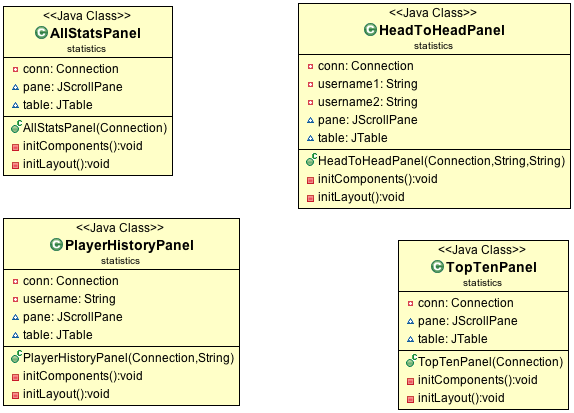 <<Java Class>>
AllStatsPanel
statistics
conn: Connection
pane: JScrollPane
table: JTable
AllStatsPanel(Connection)
initComponents():void
initLayout():void
<<Java Class>>
HeadToHeadPanel
statistics
conn: Connection
username1: String
username2: String
pane: JScrollPane
table: JTable
HeadToHeadPanel(Connection,String,String)
initComponents():void
initLayout():void
<<Java Class>>
PlayerHistoryPanel
statistics
conn: Connection
username: String
pane: JScrollPane
table: JTable
PlayerHistoryPanel(Connection,String)
initComponents():void
initLayout():void
<<Java Class>>
TopTenPanel
statistics
conn: Connection
pane: JScrollPane
table: JTable
TopTenPanel(Connection)
initComponents():void
initLayout():void